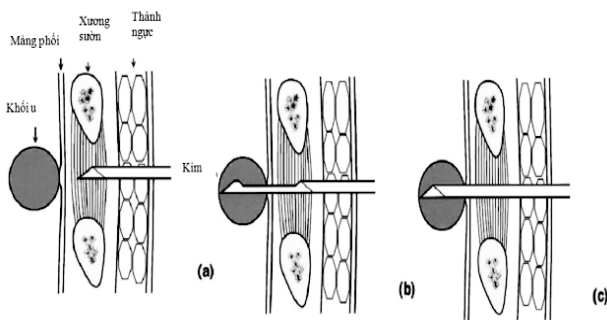 Màng phổi
Xương
sườn
Thành
ngực
Khối u
Kim
(a)
(b)
(c)